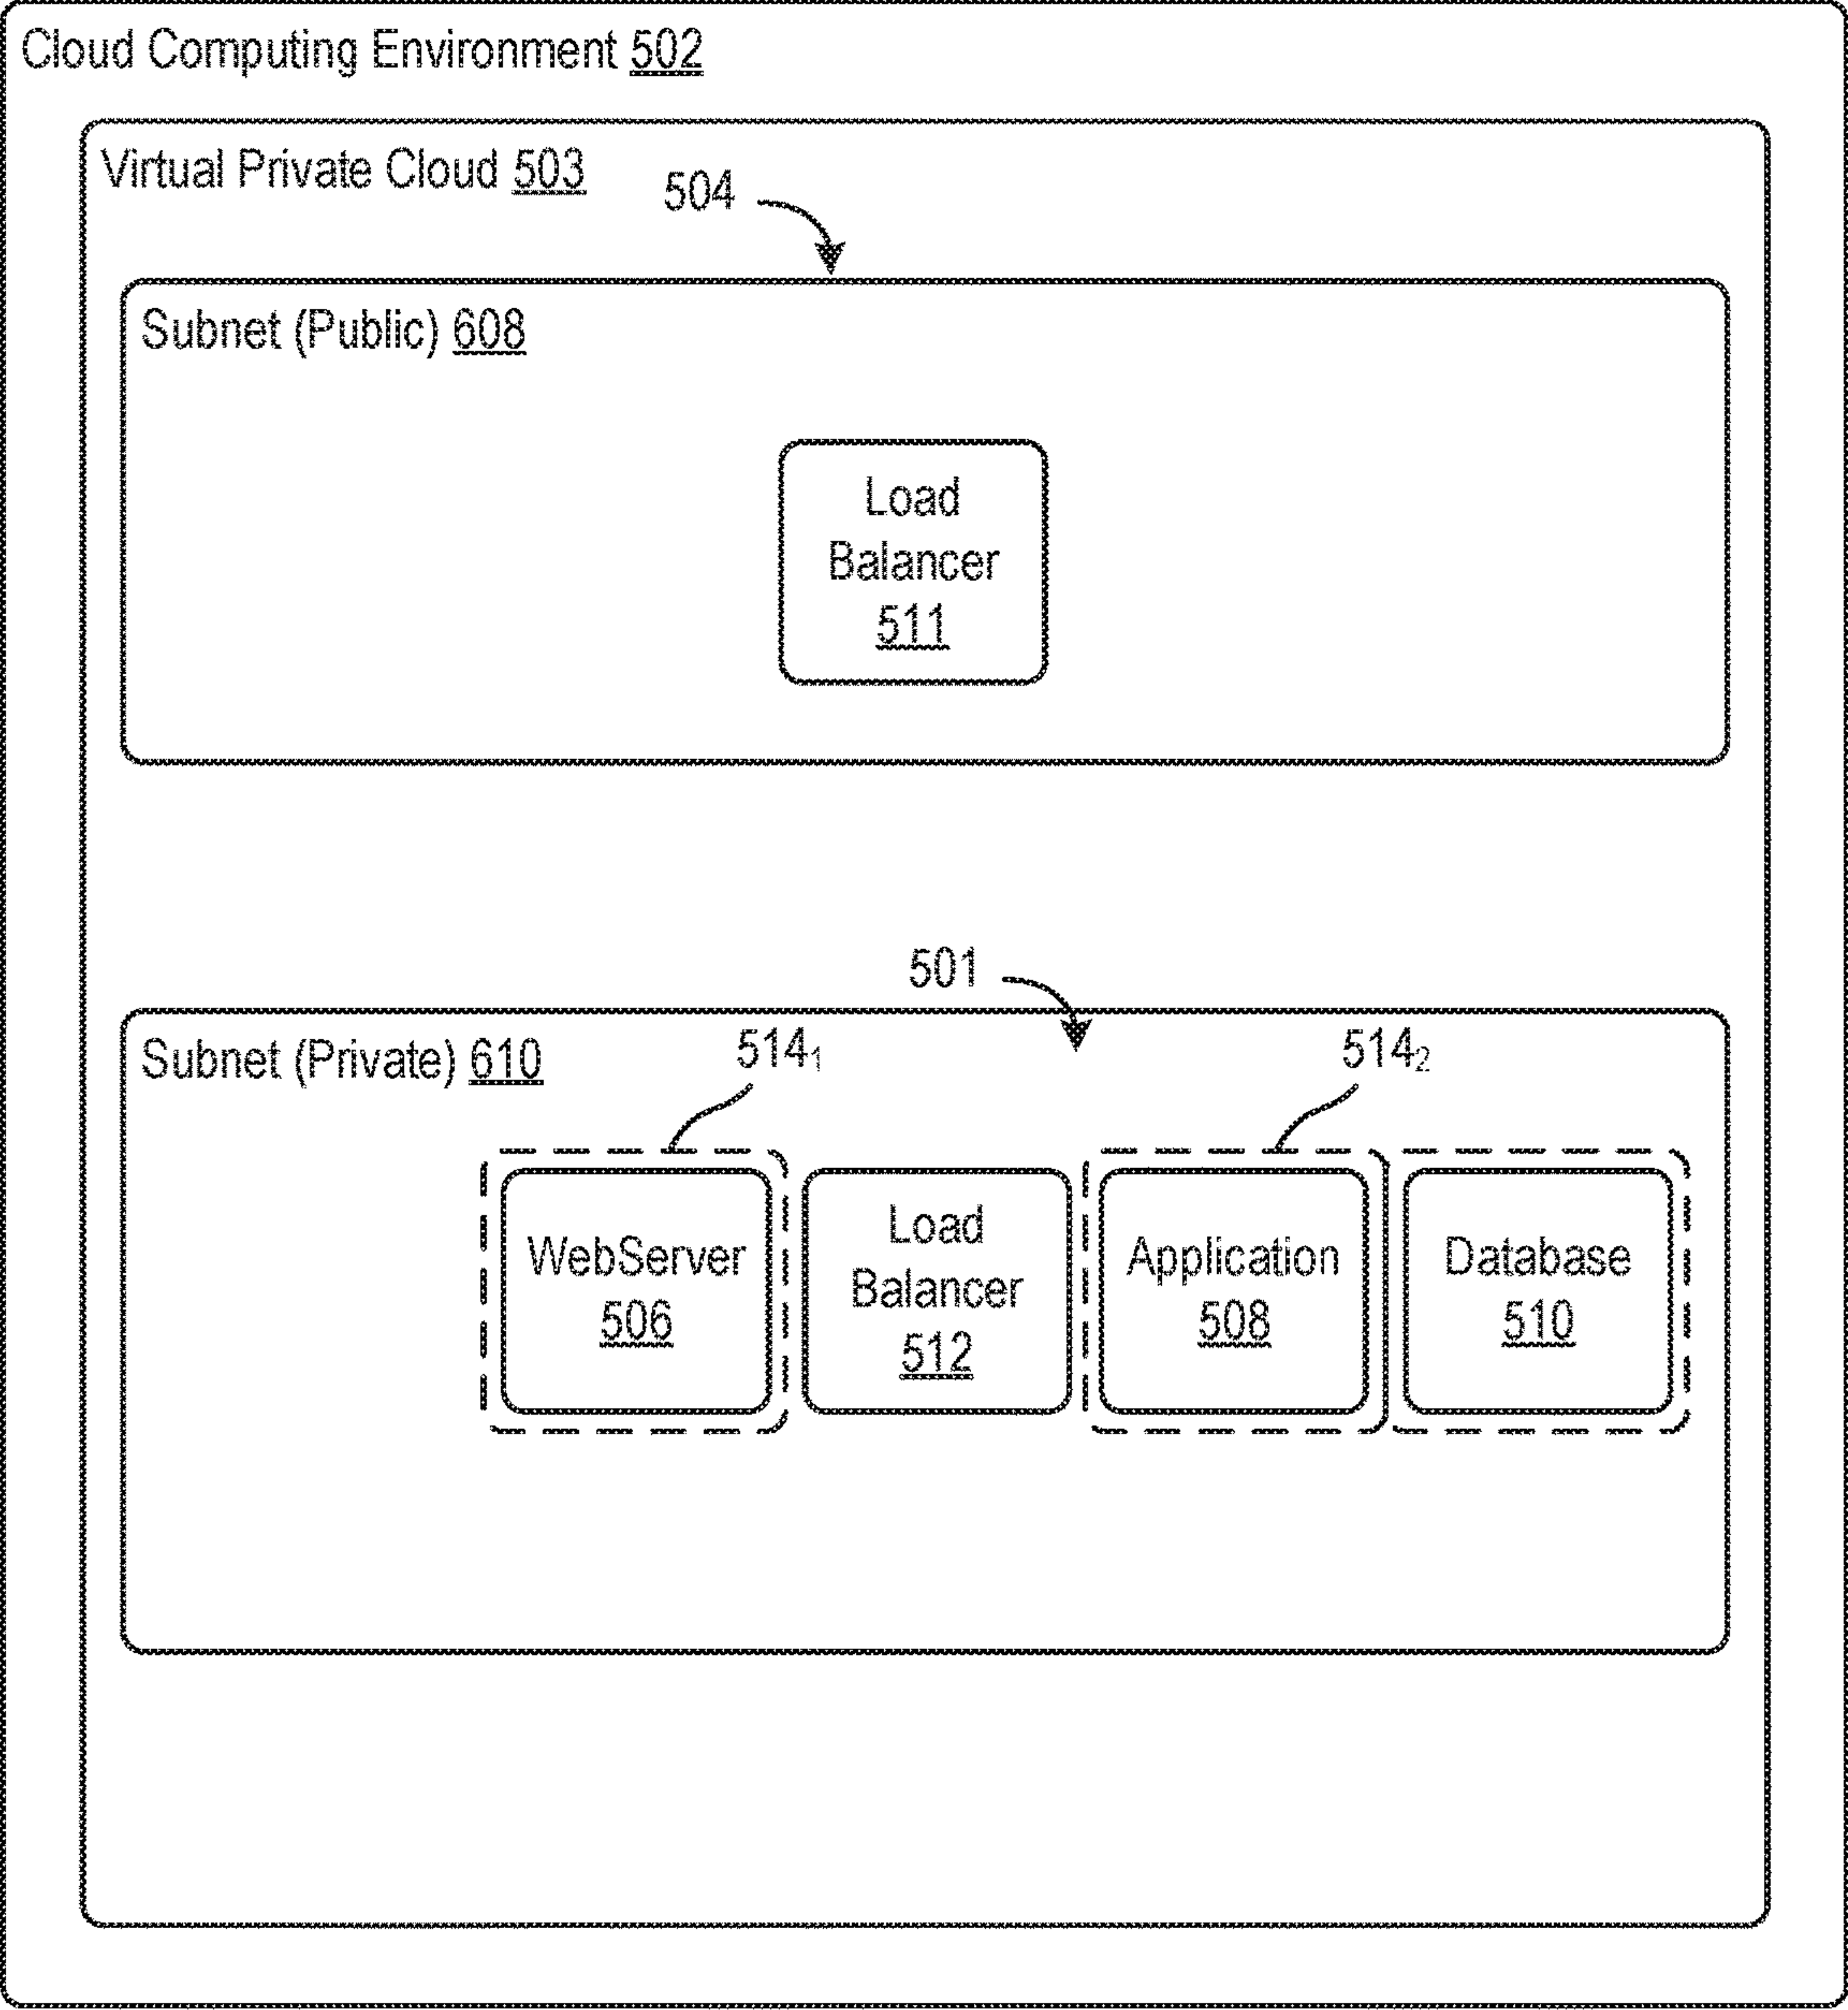 Cloud Computing Environment 502
Virtual Private Cloud 503
504
Subnet (Public) 608
Load
Balancer
511
501
Subnet (Private) 610
514₁
514₂
WebServer
506
Load
Balancer
512
Application
508
Database
510